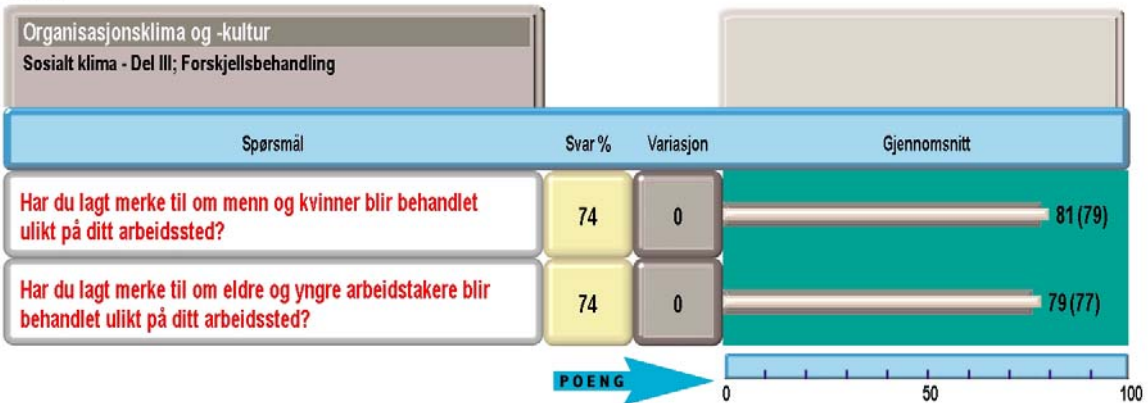 Organisasjonsklima og -kultur
Sosialt klima - Del III; Forskjellsbehandling
Spørsmål Svar % Variasjon Gjennomsnitt
Har du lagt merke til om menn og kvinner blir behandlet
ulikt på ditt arbeidssted?
74 0 81 (79)
Har du lagt merke til om eldre og yngre arbeidstakere blir
behandlet ulikt på ditt arbeidssted?
74 0 79 (77)
POENG
0 50 100